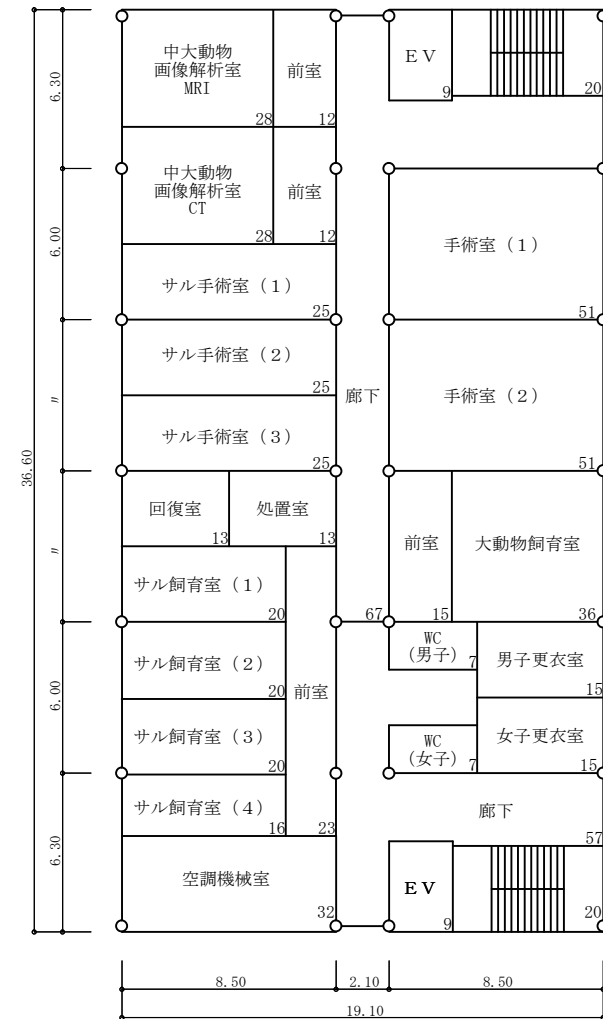 中大動物
画像解析室
MRI
28
前室
12
EV
9
20
6.30
中大動物
画像解析室
CT
28
前室
12
手術室（1）
51
6.00
サル手術室（1）
25
サル手術室（2）
25
廊下
67
手術室（2）
51
〃
36.60
サル手術室（3）
25
回復室
13
処置室
13
前室
15
大動物飼育室
36
〃
サル飼育室（1）
20
サル飼育室（2）
20
前室
23
WC
（男子）
7
男子更衣室
15
6.00
サル飼育室（3）
20
WC
（女子）
7
女子更衣室
15
サル飼育室（4）
16
廊下
57
6.30
空調機械室
32
EV
9
20
8.50
2.10
8.50
19.10